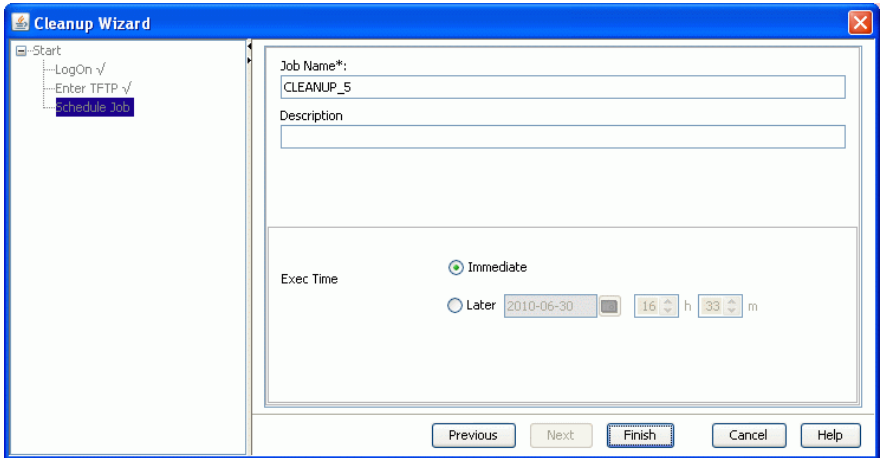 Cleanup Wizard
Start
LogOn √
Enter TFTP √
Schedule Job
Job Name*:
CLEANUP_5
Description
Exec Time
Immediate
Later 2010-06-30 16 h 33 m
Previous Next Finish Cancel Help